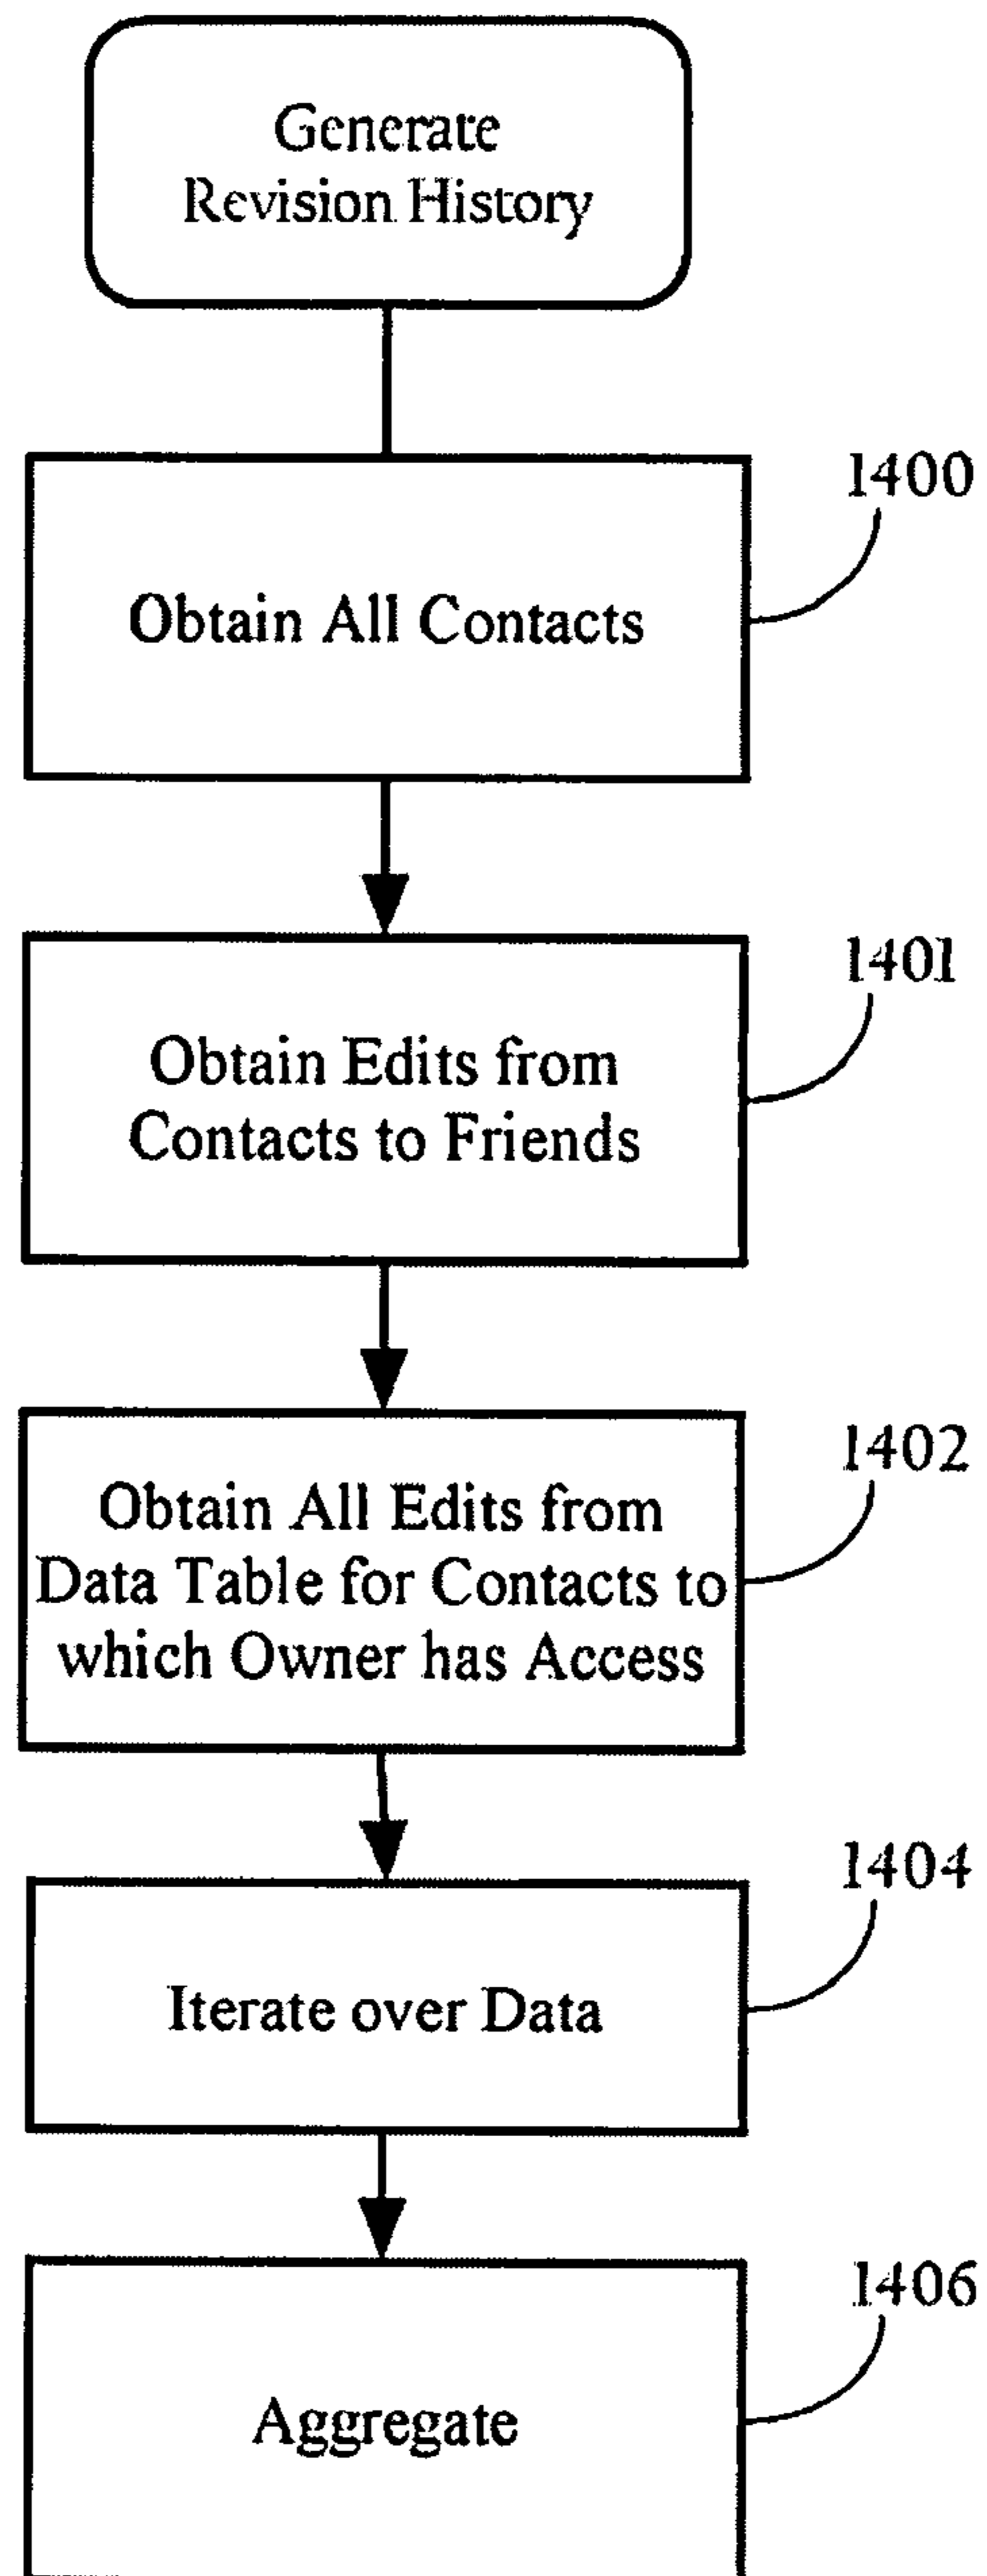 Generate
Revision History
1400
Obtain All Contacts
1401
Obtain Edits from
Contacts to Friends
1402
Obtain All Edits from
Data Table for Contacts to
which Owner has Access
1404
Iterate over Data
1406
Aggregate